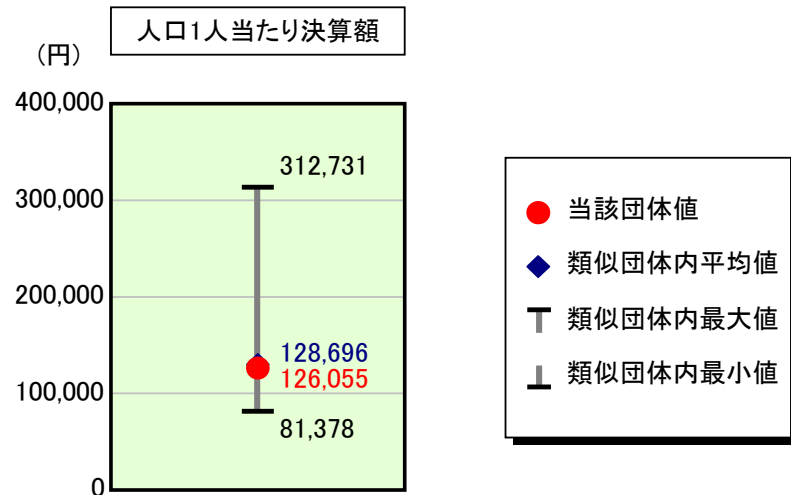 人口1人当たり決算額
(円)
400,000
300,000
200,000
100,000
0
312,731
128,696
126,055
81,378
当該団体値
類似団体内平均値
類似団体内最大値
類似団体内最小値